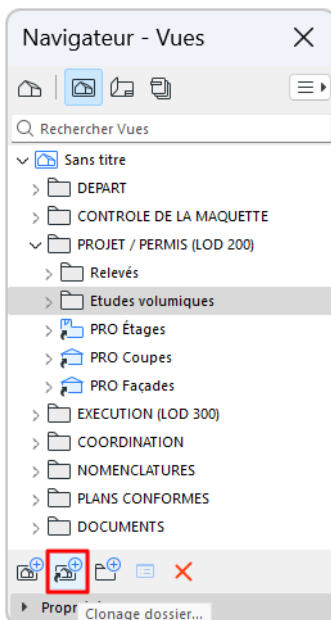 Navigateur - Vues
Rechercher Vues
Sans titre
DEPART
CONTROLE DE LA MAQUETTE
PROJET / PERMIS (LOD 200)
Relevés
Etudes volumiques
PRO Étages
PRO Coupes
PRO Façades
EXECUTION (LOD 300)
COORDINATION
NOMENCLATURES
PLANS CONFORMES
DOCUMENTS
Clonage dossier...